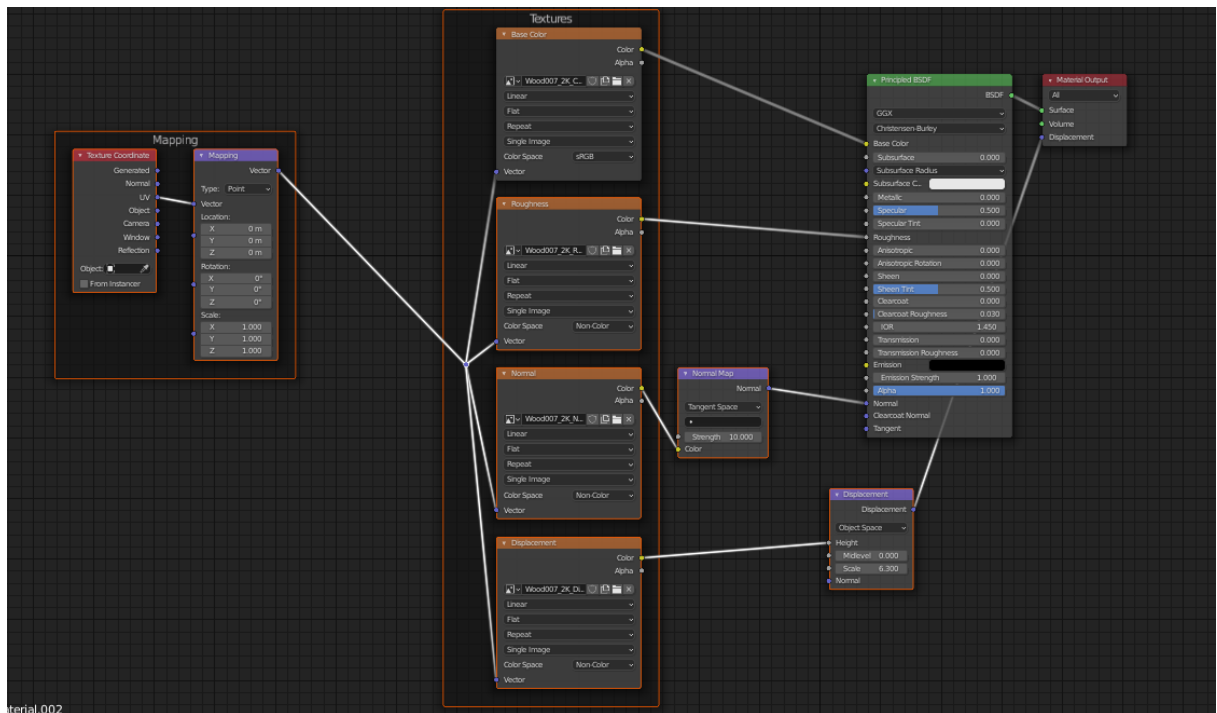 Mapping
Texture Coordinate
Generated
Normal
UV
Object
Camera
Window
Reflection
Object:
From Instancer
Mapping
Vector
Type: Point
Vector
Location:
X 0 m
Y 0 m
Z 0 m
Rotation:
X 0°
Y 0°
Z 0°
Scale:
X 1.000
Y 1.000
Z 1.000
Textures
Base Color
Color
Alpha
Wood007_2K_C...
Linear
Flat
Repeat
Single Image
Color Space sRGB
Vector
Roughness
Color
Alpha
Wood007_2K_R...
Linear
Flat
Repeat
Single Image
Color Space Non-Color
Vector
Normal
Color
Alpha
Wood007_2K_N...
Linear
Flat
Repeat
Single Image
Color Space Non-Color
Vector
Displacement
Color
Alpha
Wood007_2K_Di...
Linear
Flat
Repeat
Single Image
Color Space Non-Color
Vector
Normal Map
Normal
Tangent Space
Strength 10.000
Color
Displacement
Displacement
Object Space
Height
Midlevel 0.000
Scale 6.300
Normal
Principled BSDF
BSDF
GGX
Christensen-Burley
Base Color
Subsurface 0.000
Subsurface Radius
Subsurface C...
Metallic 0.000
Specular 0.500
Specular Tint 0.000
Roughness
Anisotropic 0.000
Anisotropic Rotation 0.000
Sheen 0.000
Sheen Tint 0.500
Clearcoat 0.000
Clearcoat Roughness 0.030
IOR 1.450
Transmission 0.000
Transmission Roughness 0.000
Emission
Emission Strength 1.000
Alpha 1.000
Normal
Clearcoat Normal
Tangent
Material Output
All
Surface
Volume
Displacement
terial.002